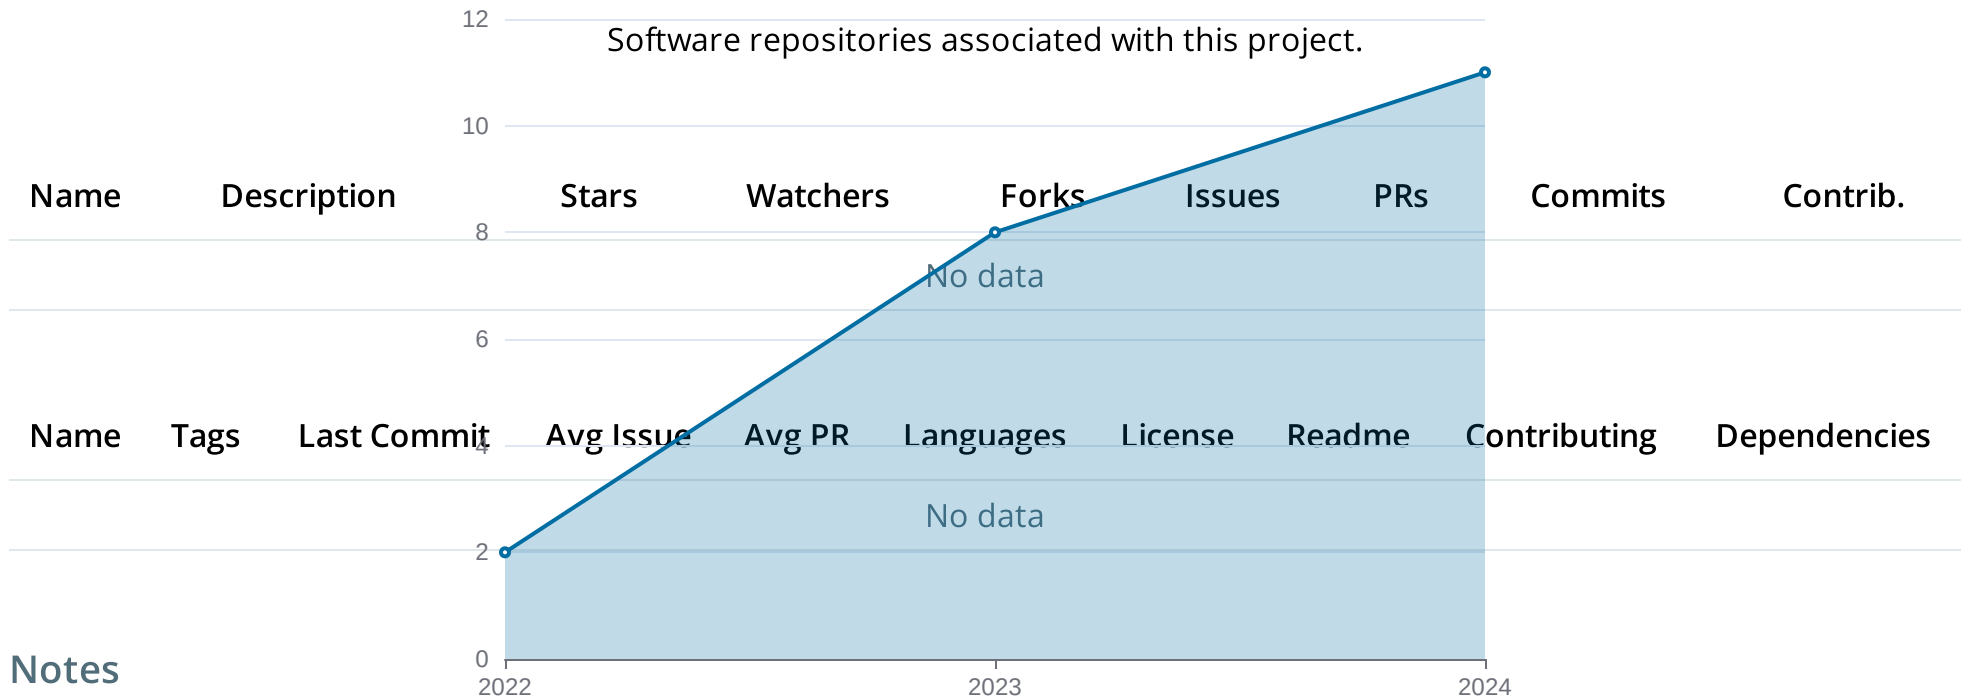 12
Software repositories associated with this project.
10
Name Description Stars Watchers Forks Issues PRs Commits Contrib.
8
No data
6
Name Tags Last Commit Avg Issue Avg PR Languages License Readme Contributing Dependencies
4
No data
2
0
Notes
2022 2023 2024